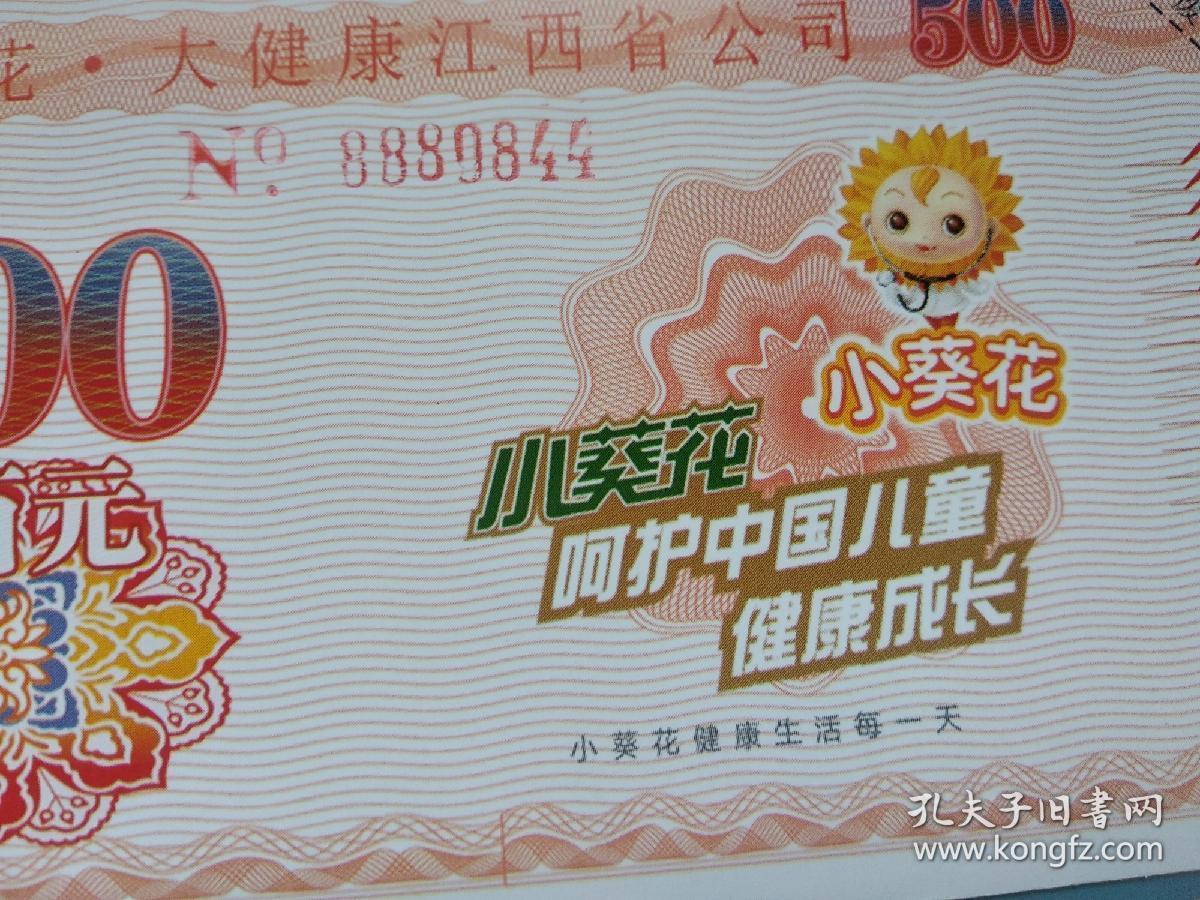 花·大健康江西省公司 500
No. 8889844
00
元
小葵花
小葵花
呵护中国儿童
健康成长
小葵花健康生活每一天
孔夫子旧书网
www.kongfz.com